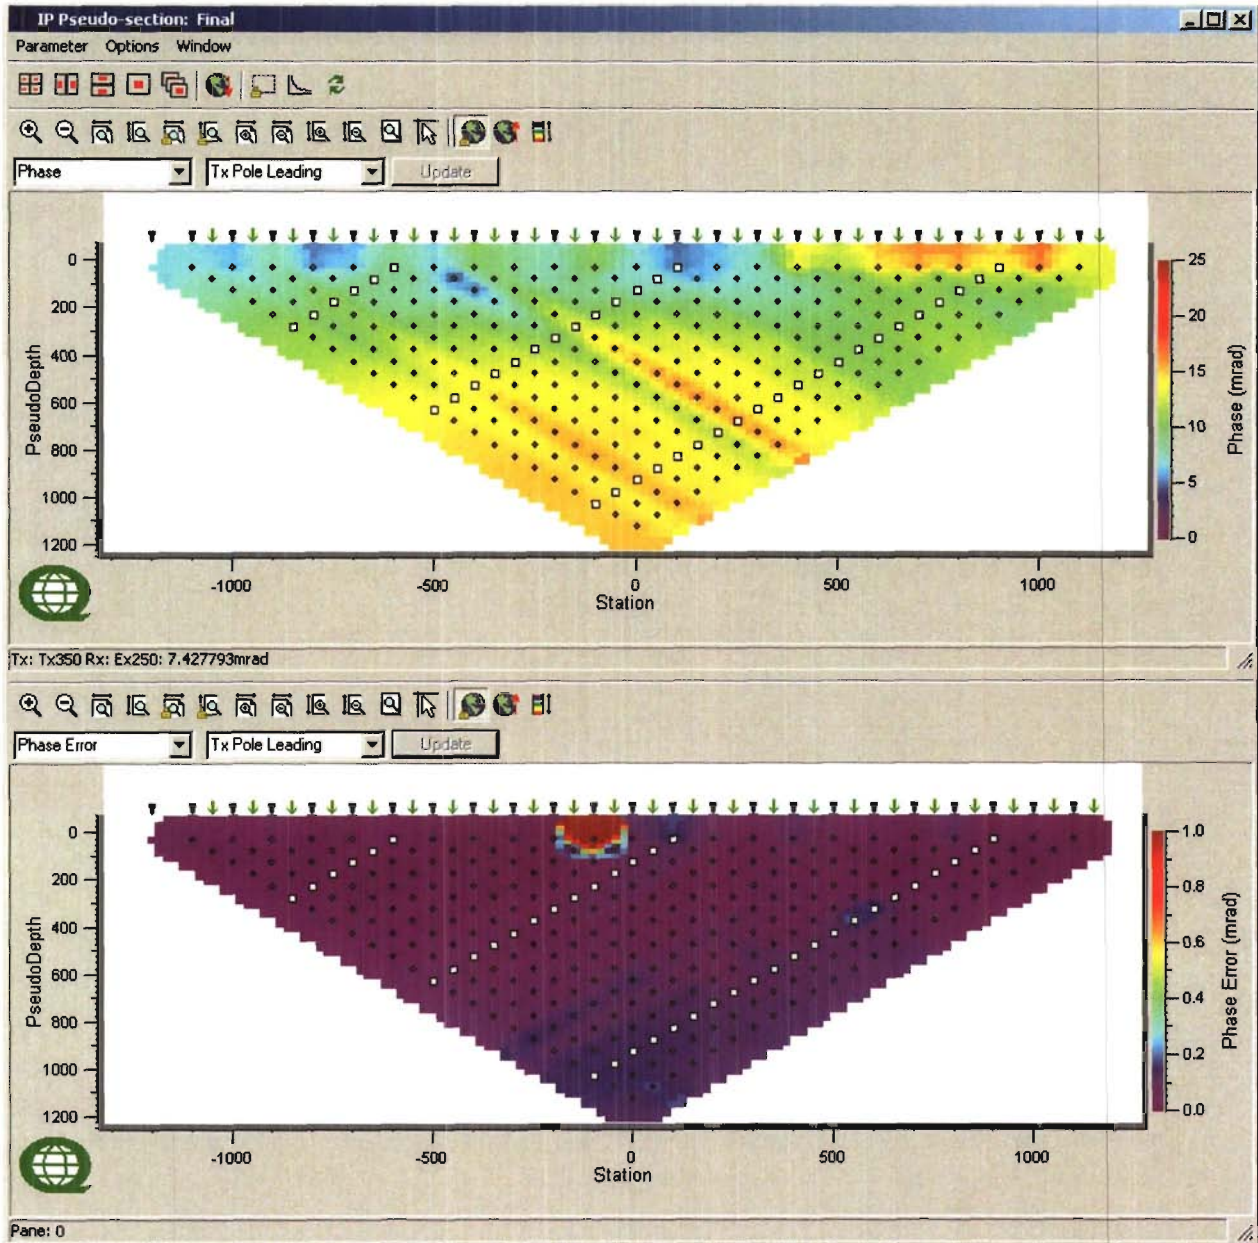 IP Pseudo-section: Final
Parameter Options Window
Phase Tx Pole Leading Update
0
200
400
600
800
1000
1200
PseudoDepth
-1000 -500 0 500 1000
Station
25
20
15
10
5
0
Phase (mrad)
Tx: Tx350 Rx: Ex250: 7.427793mrad
Phase Error Tx Pole Leading Update
0
200
400
600
800
1000
1200
PseudoDepth
-1000 -500 0 500 1000
Station
1.0
0.8
0.6
0.4
0.2
0.0
Phase Error (mrad)
Pane: 0